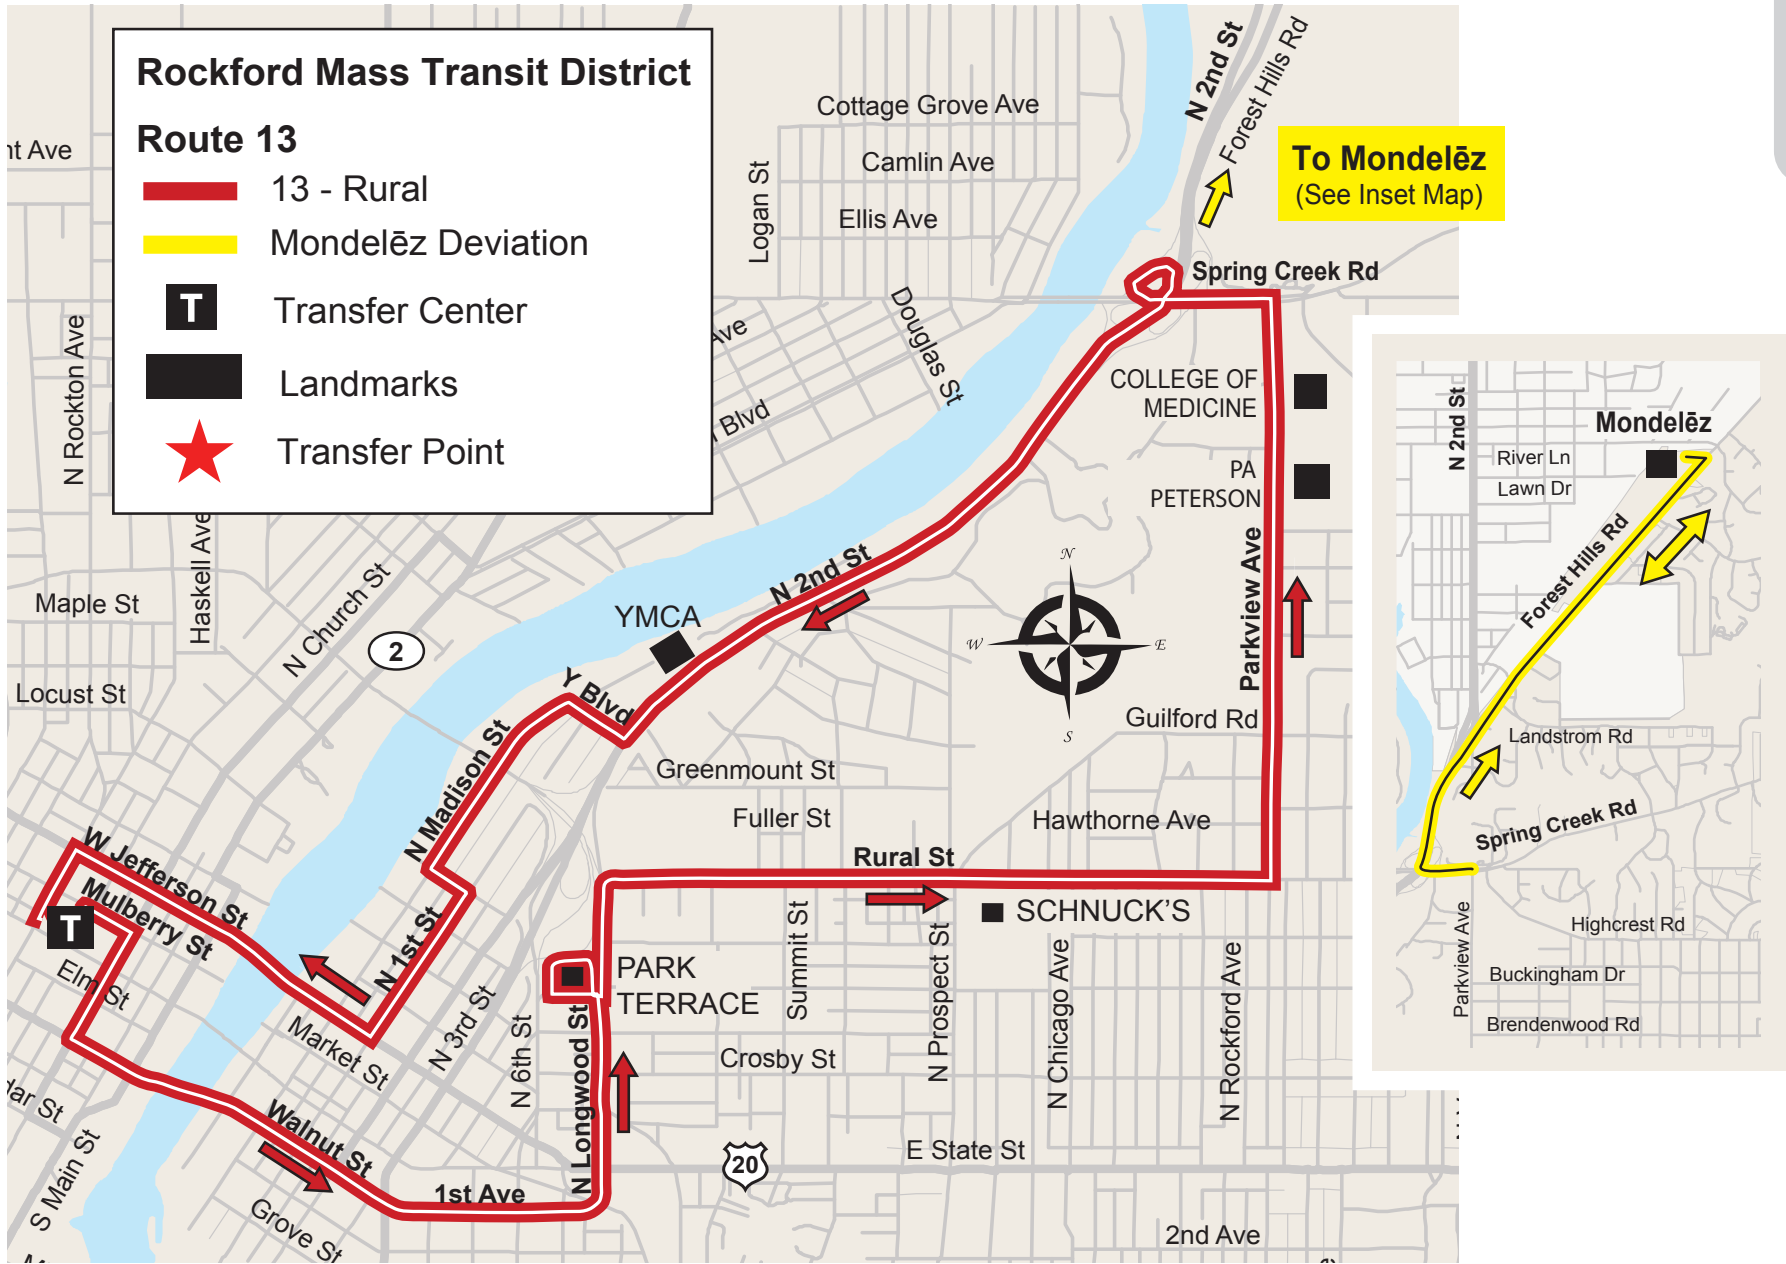 Rockford Mass Transit District
Route 13
13 - Rural
Mondelēz Deviation
T
Transfer Center
Landmarks
Transfer Point
Cottage Grove Ave
Camlin Ave
Ellis Ave
Logan St
N 2nd St
Forest Hills Rd
To Mondelēz
(See Inset Map)
Spring Creek Rd
Douglas St
Ave
Blvd
N Rockton Ave
Haskell Ave
Maple St
Locust St
N Church St
2
COLLEGE OF
MEDICINE
PA
PETERSON
Parkview Ave
N 2nd St
YMCA
Y Blvd
N
W
E
S
Guilford Rd
Greenmount St
Fuller St
Hawthorne Ave
Rural St
N Madison St
W Jefferson St
Mulberry St
T
Elm St
N 1st St
Market St
N 3rd St
N 6th St
PARK
TERRACE
SCHNUCK'S
Summit St
N Prospect St
N Chicago Ave
N Rockford Ave
Crosby St
N Longwood St
E State St
20
Walnut St
1st Ave
Grove St
S Main St
2nd Ave
N 2nd St
Mondelēz
River Ln
Lawn Dr
Forest Hills Rd
Landstrom Rd
Spring Creek Rd
Parkview Ave
Highcrest Rd
Buckingham Dr
Brendenwood Rd